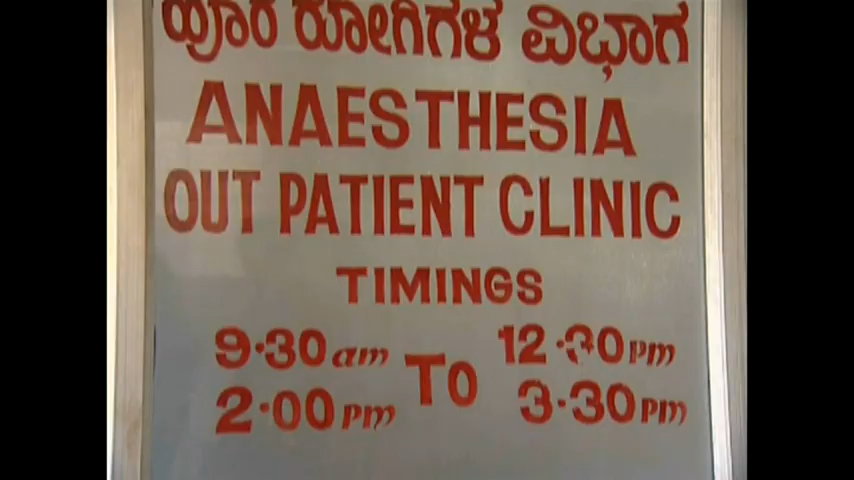 ಹೊರ ರೋಗಿಗಳ ವಿಭಾಗ
ANAESTHESIA
OUT PATIENT CLINIC
TIMINGS
9.30 am TO 12.30 pm
2.00 pm 3.30 pm